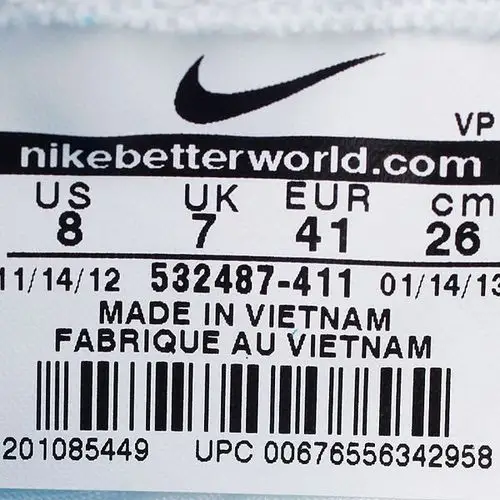 VP
nikebetterworld.com
US UK EUR cm
8 7 41 26
11/14/12 532487-411 01/14/13
MADE IN VIETNAM
FABRIQUE AU VIETNAM
201085449 UPC 00676556342958